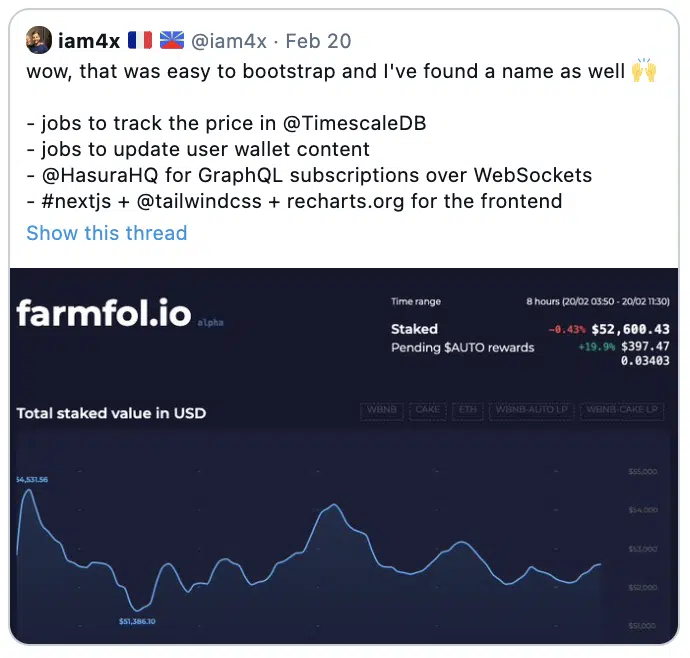 iam4x 🇫🇷 🇷🇪 @iam4x · Feb 20
wow, that was easy to bootstrap and I've found a name as well 🙌
- jobs to track the price in @TimescaleDB
- jobs to update user wallet content
- @HasuraHQ for GraphQL subscriptions over WebSockets
- #nextjs + @tailwindcss + recharts.org for the frontend
Show this thread
farmfol.io alpha
Time range 8 hours (20/02 03:50 - 20/02 11:30)
Staked -0.43% $52,600.43
Pending $AUTO rewards +19.9% $397.47
0.03403
Total staked value in USD
WBNB CAKE ETH WBNB-AUTO LP WBNB-CAKE LP
$55,000
54,531.56
$54,000
$53,000
$52,000
$51,386.10
$51,000